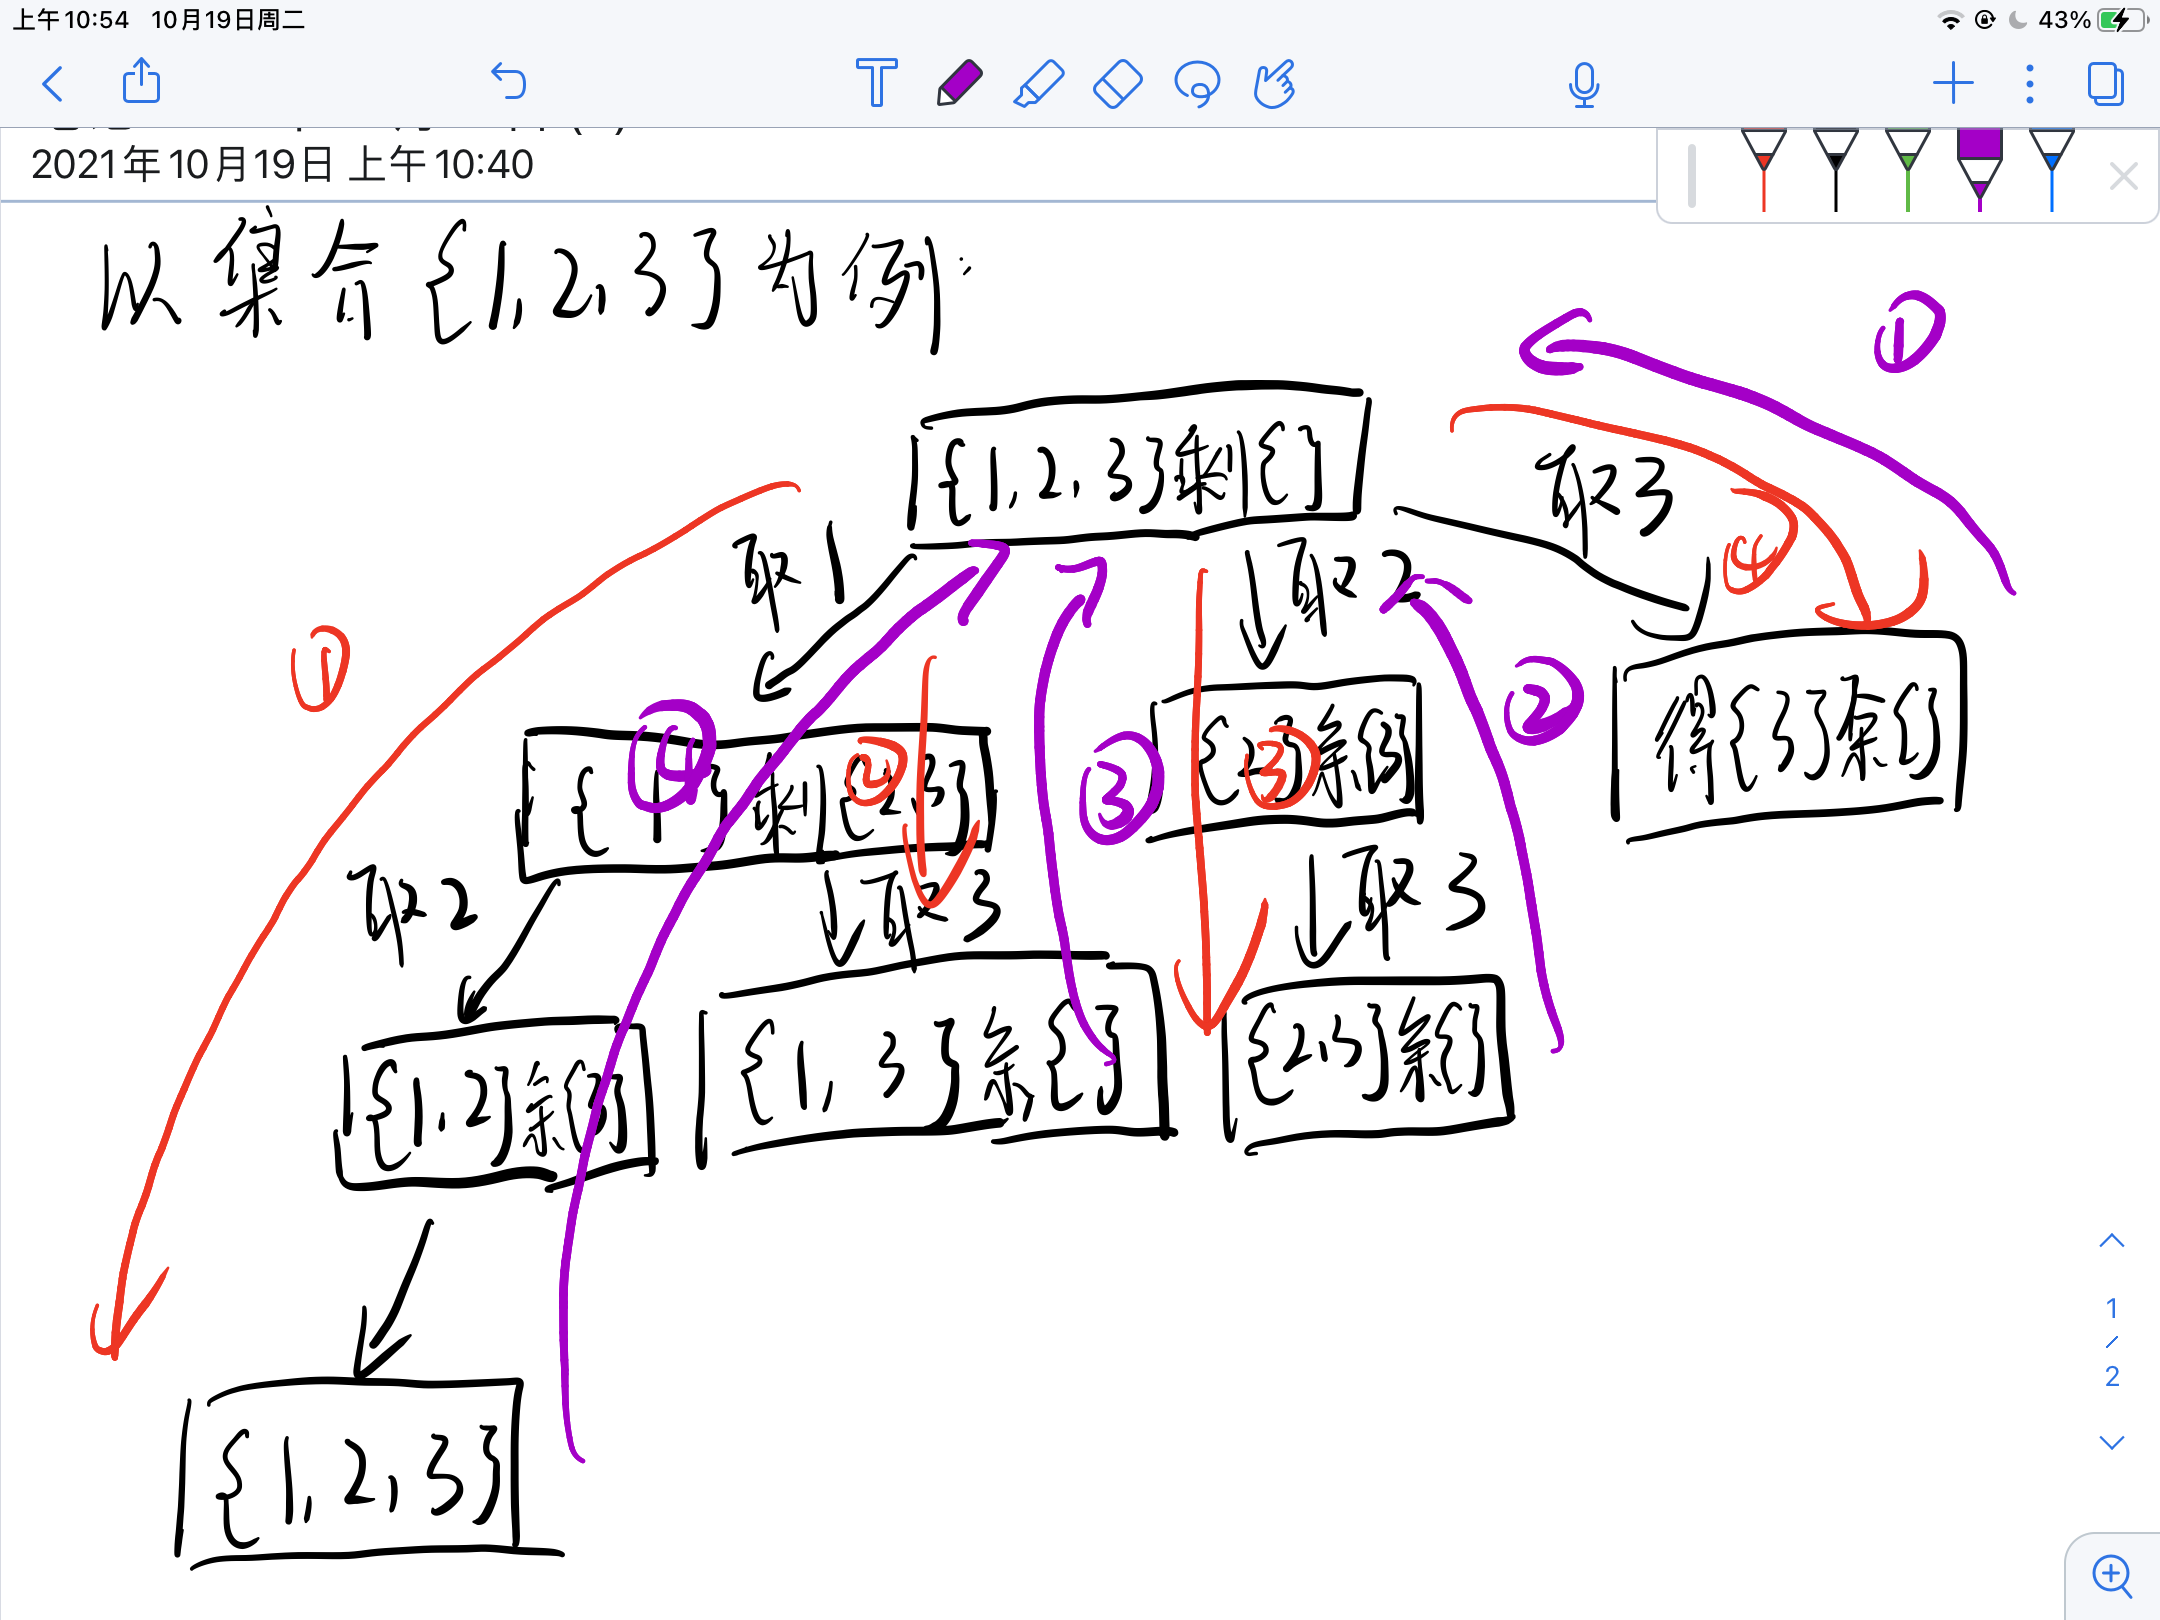 上午10:54 10月19日周二
43%
2021年10月19日 上午10:40
以集合{1,2,3}为例:
①
{1,2,3}剩{}
取3
取1
取2
④
①
②
④
②
③
③
{1}剩{2,3}
{2}余{3}
得{3}余{}
取2
取3
取3
{1,2}余{3}
{1,3}余{}
{2,3}余{}
{1,2,3}
1
/
2